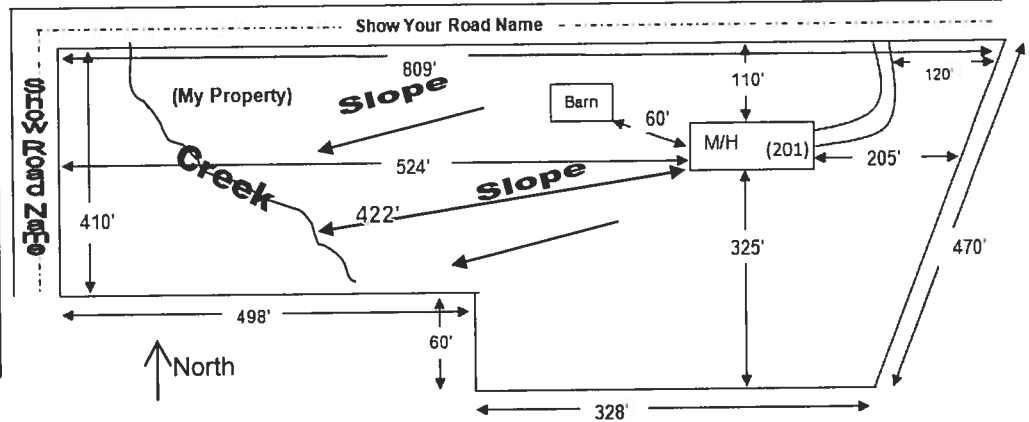 Show Your Road Name
Show Road Name
809'
120'
110'
(My Property)
Slope
Barn
60'
M/H
(201)
205'
524'
Creek
Slope
422'
410'
325'
470'
498'
60'
North
328'